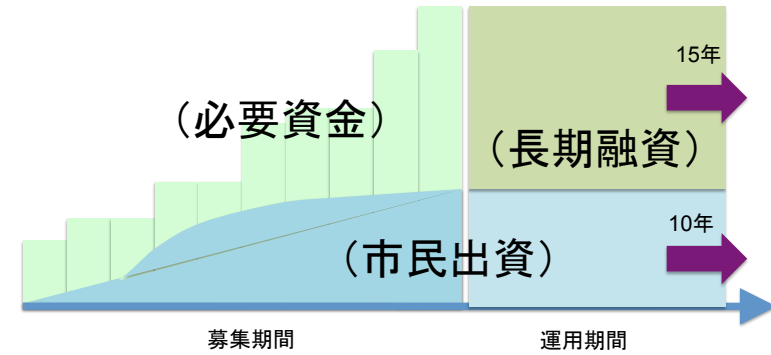 15年
（必要資金）
（長期融資）
10年
（市民出資）
募集期間
運用期間